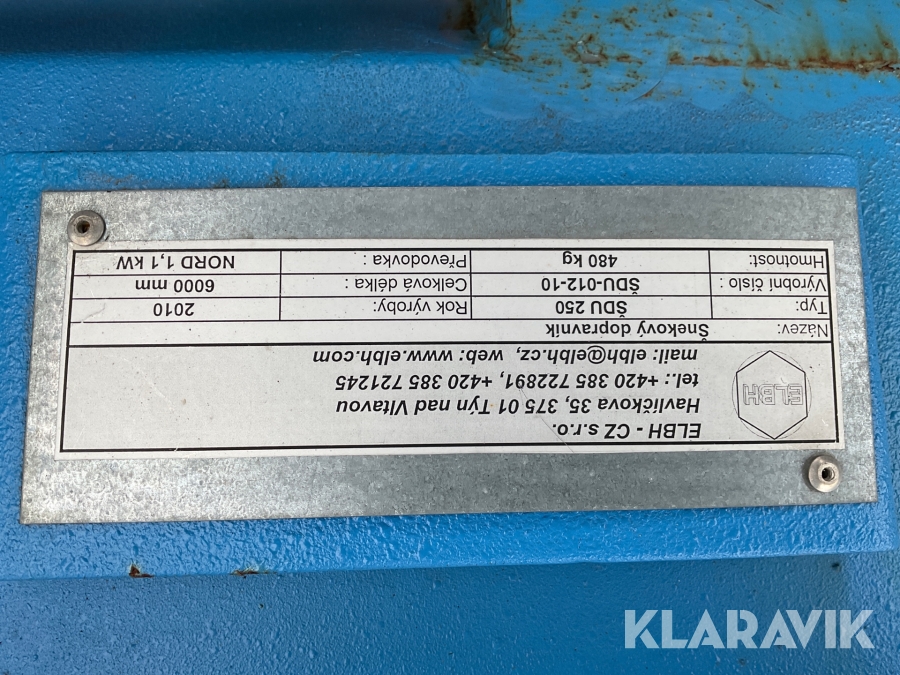 ELBH - CZ s.r.o.
Havlíčkova 35, 375 01 Týn nad Vltavou
tel.: +420 385 722891, +420 385 721245
mail: elbh@elbh.cz, web: www.elbh.com
ELBH
Název: Šnekový dopravník
Typ: ŠDU 250 Rok výroby: 2010
Výrobní číslo : ŠDU-012-10 Celková délka : 6000 mm
Hmotnost: 480 kg Převodovka : NORD 1,1 kW
KLARAVIK